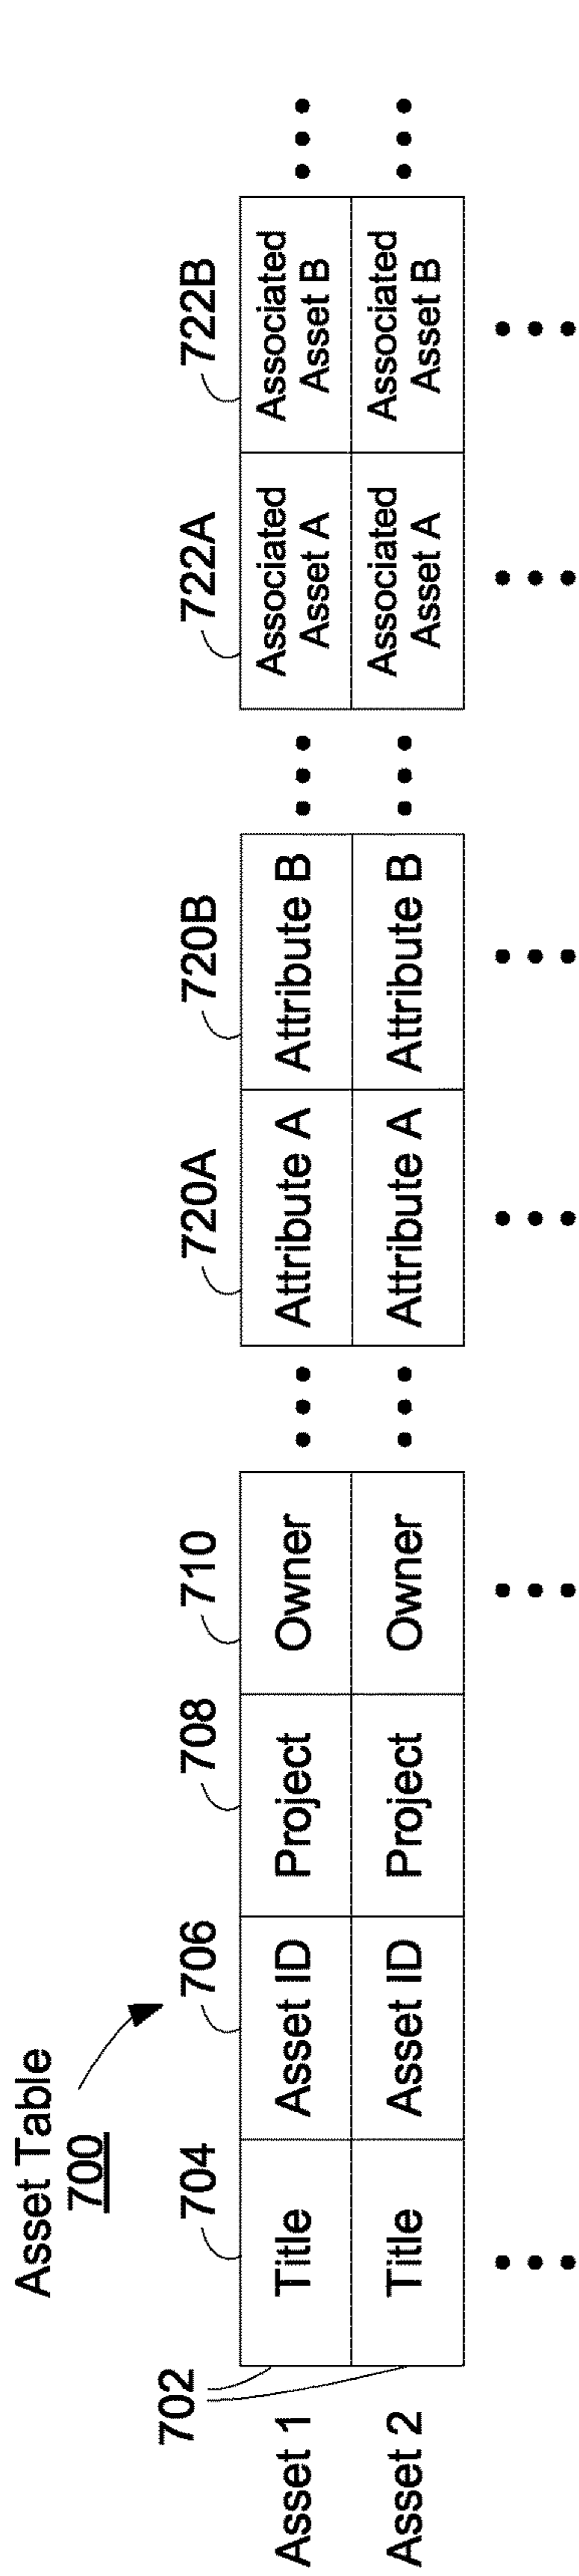 Asset Table
700
702
704
706
708
710
720A
720B
722A
722B
Asset 1
Title
Asset ID
Project
Owner
Attribute A
Attribute B
Associated
Asset A
Associated
Asset B
Asset 2
Title
Asset ID
Project
Owner
Attribute A
Attribute B
Associated
Asset A
Associated
Asset B